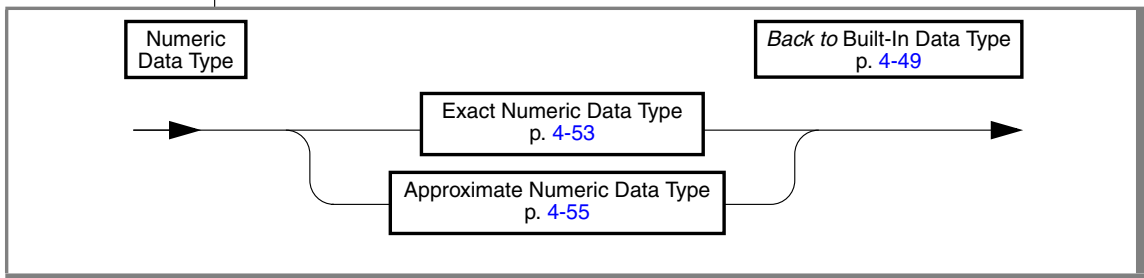 Numeric
Data Type
Back to Built-In Data Type
p. 4-49
Exact Numeric Data Type
p. 4-53
Approximate Numeric Data Type
p. 4-55